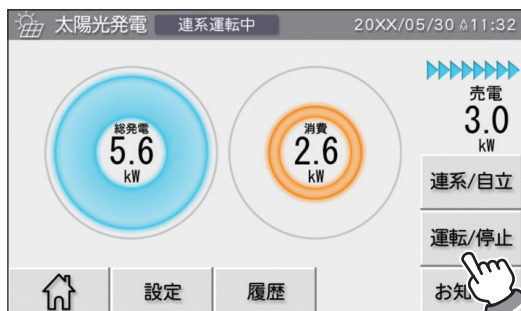 太陽光発電 連系運転中 20XX/05/30 11:32
総発電
5.6
kW
消費
2.6
kW
売電
3.0
kW
連系/自立
運転/停止
設定
履歴
お知